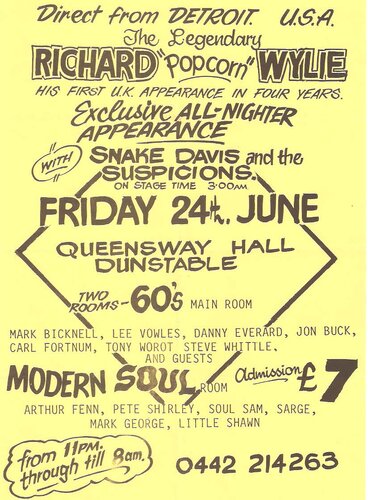 Direct from DETROIT. U.S.A.
The Legendary
RICHARD "Popcorn" WYLIE
HIS FIRST U.K. APPEARANCE IN FOUR YEARS.
Exclusive ALL-NIGHTER
APPEARANCE
WITH SNAKE DAVIS and the
SUSPICIONS.
ON STAGE TIME 3:00AM
FRIDAY 24th, JUNE
QUEENSWAY HALL
DUNSTABLE
TWO ROOMS - 60's MAIN ROOM
MARK BICKNELL, LEE VOWLES, DANNY EVERARD, JON BUCK,
CARL FORTNUM, TONY WOROT STEVE WHITTLE,
AND GUESTS
MODERN SOUL ROOM Admission £7
ARTHUR FENN, PETE SHIRLEY, SOUL SAM, SARGE,
MARK GEORGE, LITTLE SHAWN
from 11PM.
through till 8am.
0442 214263